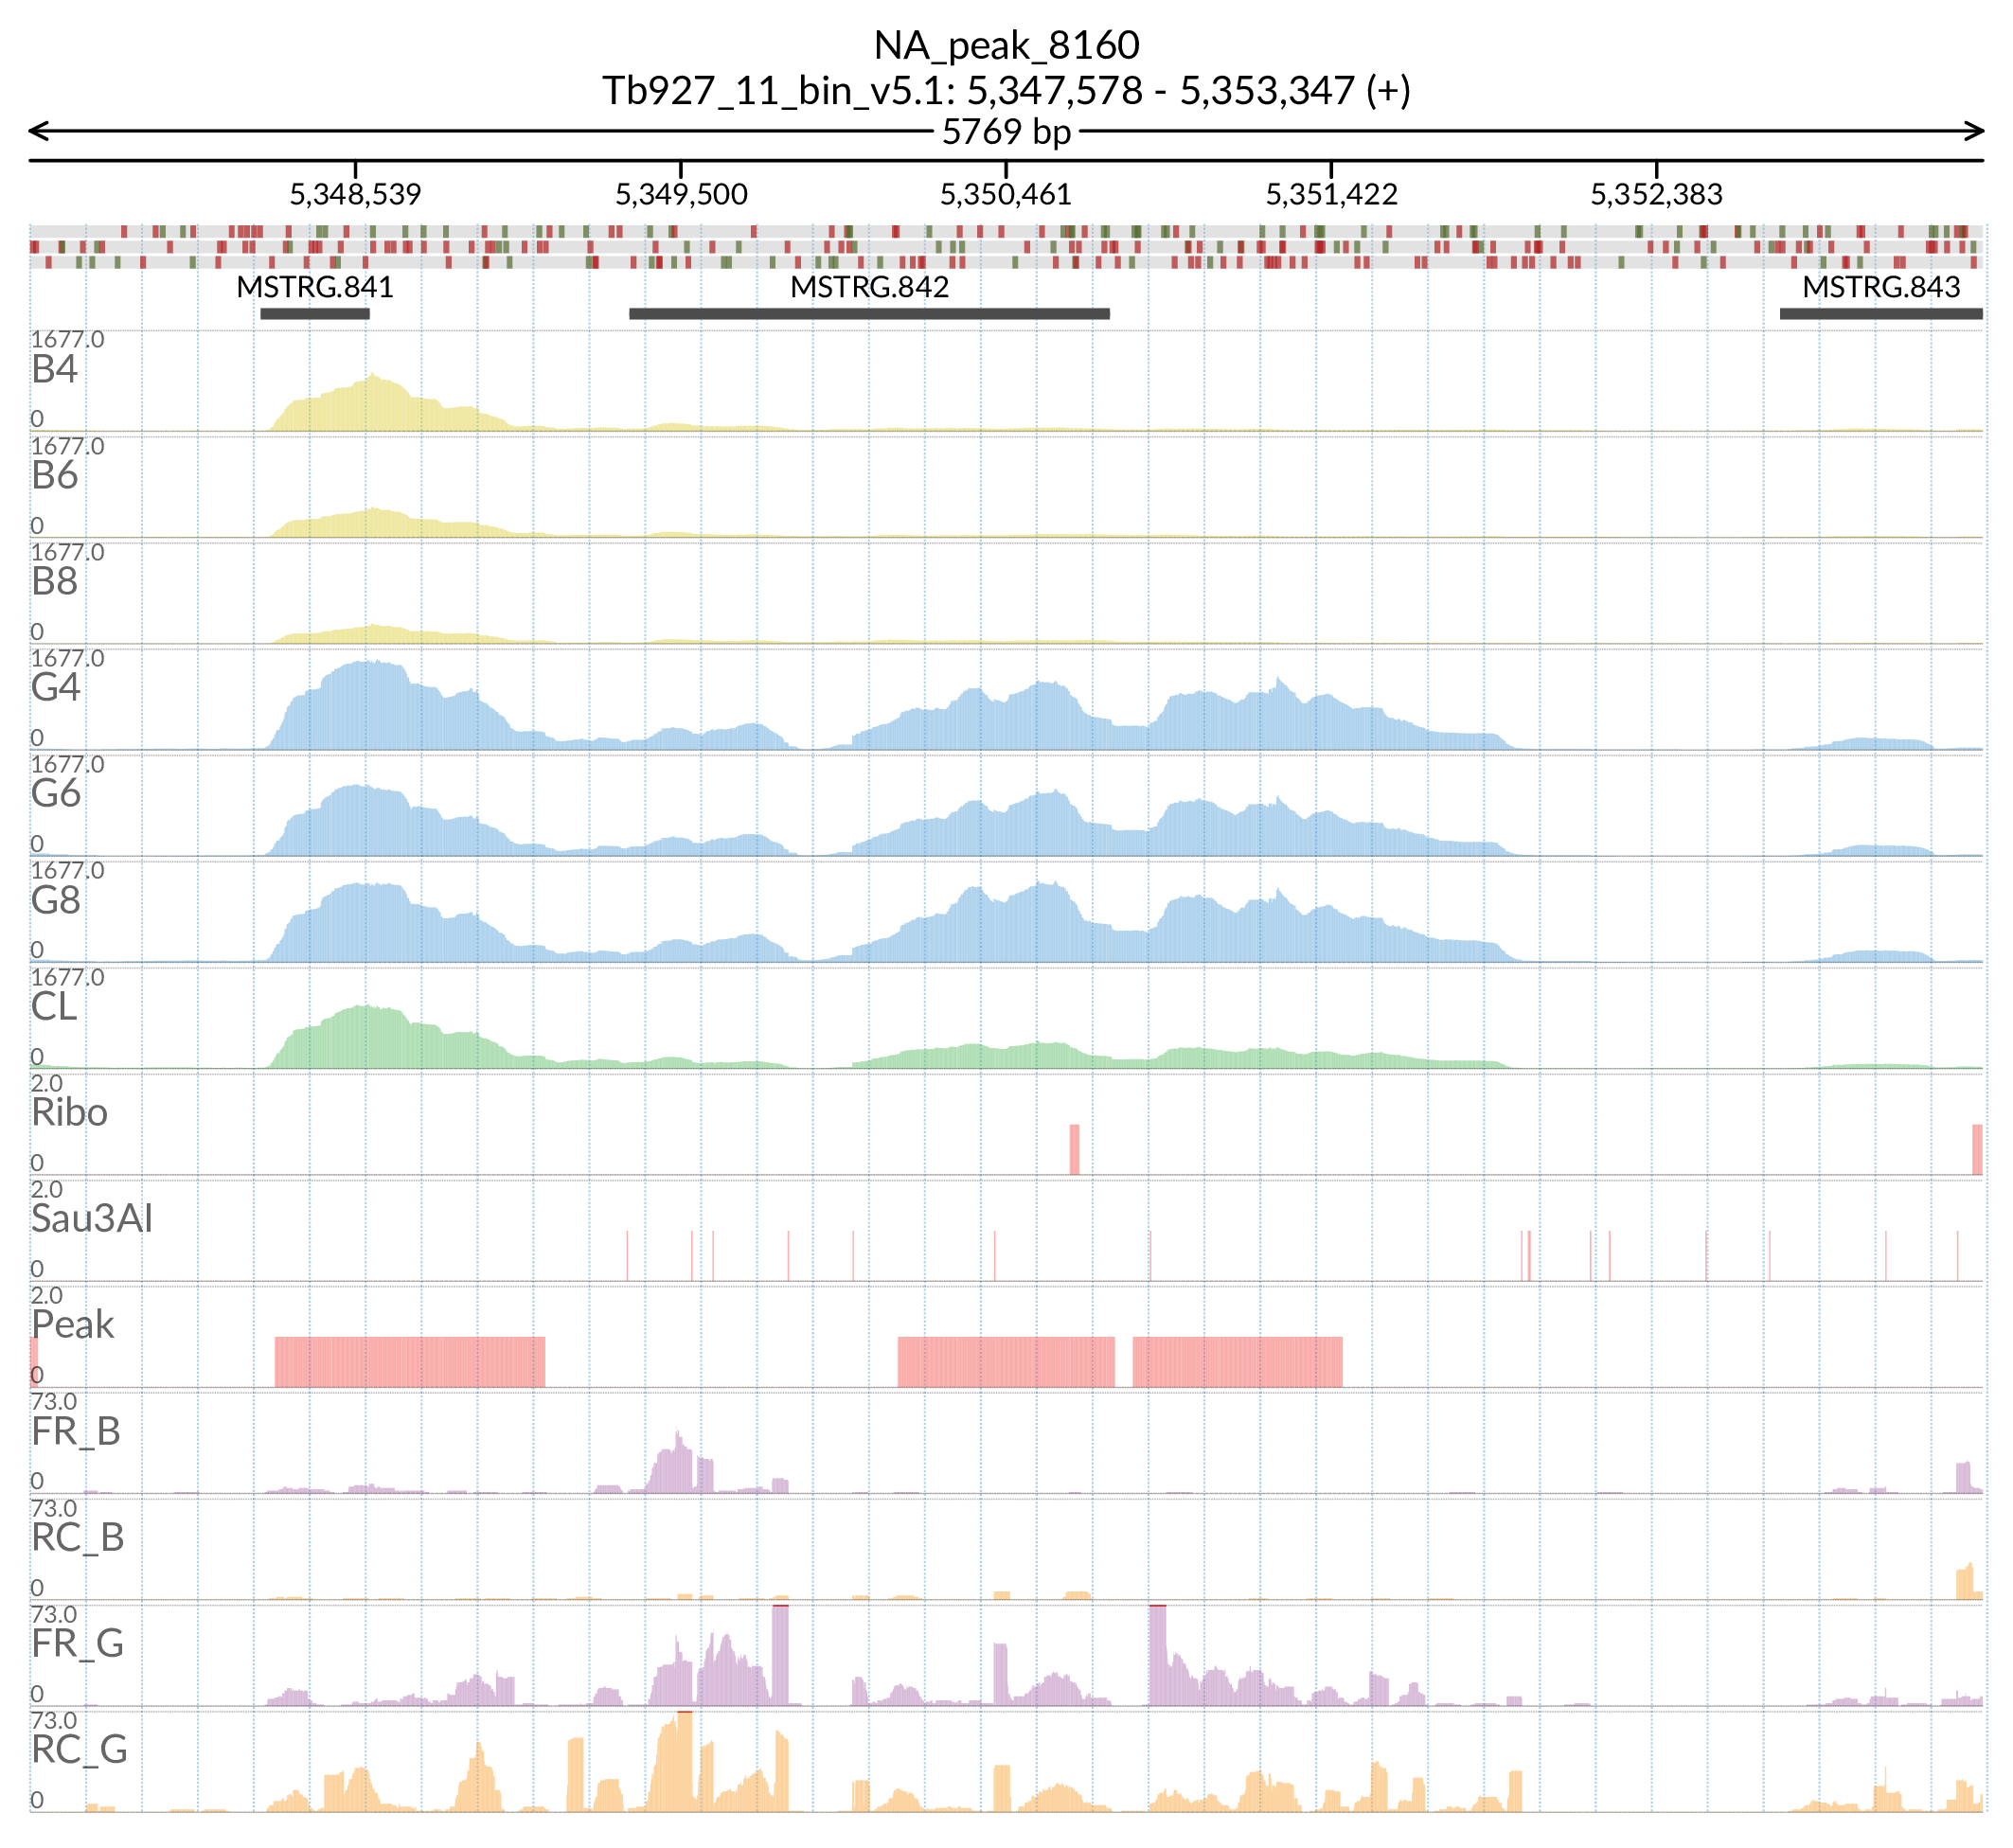 NA_peak_8160
Tb927_11_bin_v5.1: 5,347,578 - 5,353,347 (+)
5769 bp
5,348,539 5,349,500 5,350,461 5,351,422 5,352,383
MSTRG.841 MSTRG.842 MSTRG.843
1677.0
B4
0
1677.0
B6
0
1677.0
B8
0
1677.0
G4
0
1677.0
G6
0
1677.0
G8
0
1677.0
CL
0
2.0
Ribo
0
2.0
Sau3AI
0
2.0
Peak
0
73.0
FR_B
0
73.0
RC_B
0
73.0
FR_G
0
73.0
RC_G
0